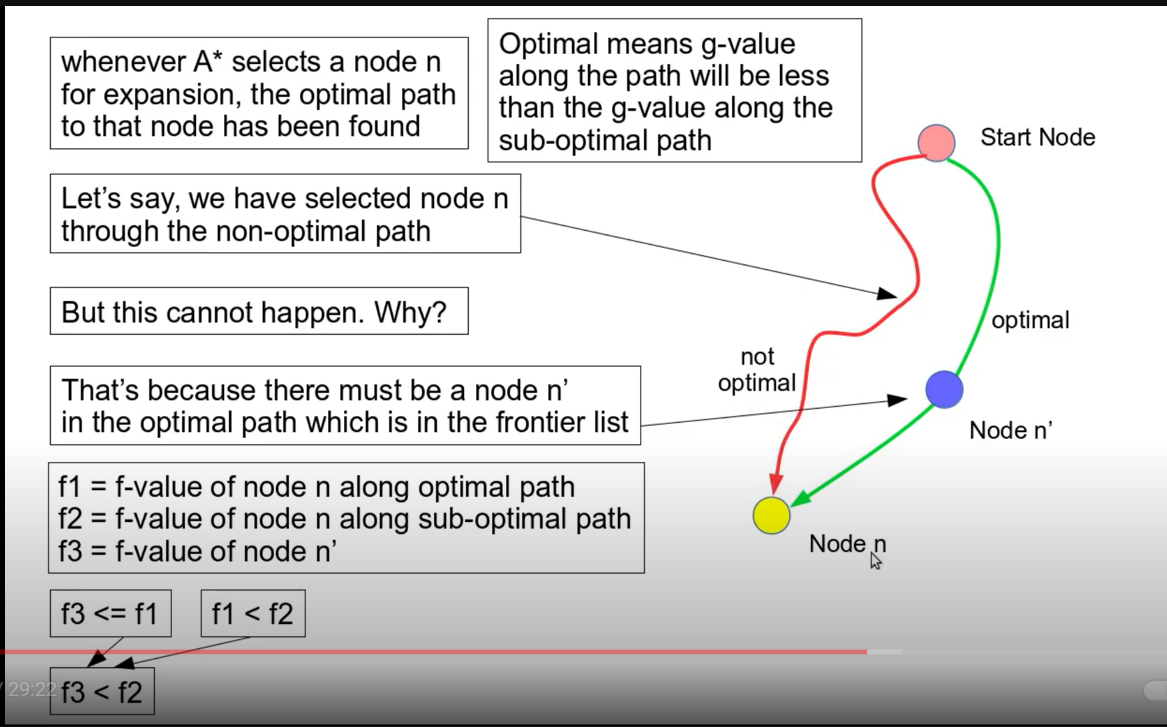 whenever A* selects a node n
for expansion, the optimal path
to that node has been found
Optimal means g-value
along the path will be less
than the g-value along the
sub-optimal path
Start Node
Let’s say, we have selected node n
through the non-optimal path
But this cannot happen. Why?
optimal
not
optimal
That’s because there must be a node n’
in the optimal path which is in the frontier list
Node n’
f1 = f-value of node n along optimal path
f2 = f-value of node n along sub-optimal path
f3 = f-value of node n’
Node n
f3 <= f1
f1 < f2
/ 29:22
f3 < f2